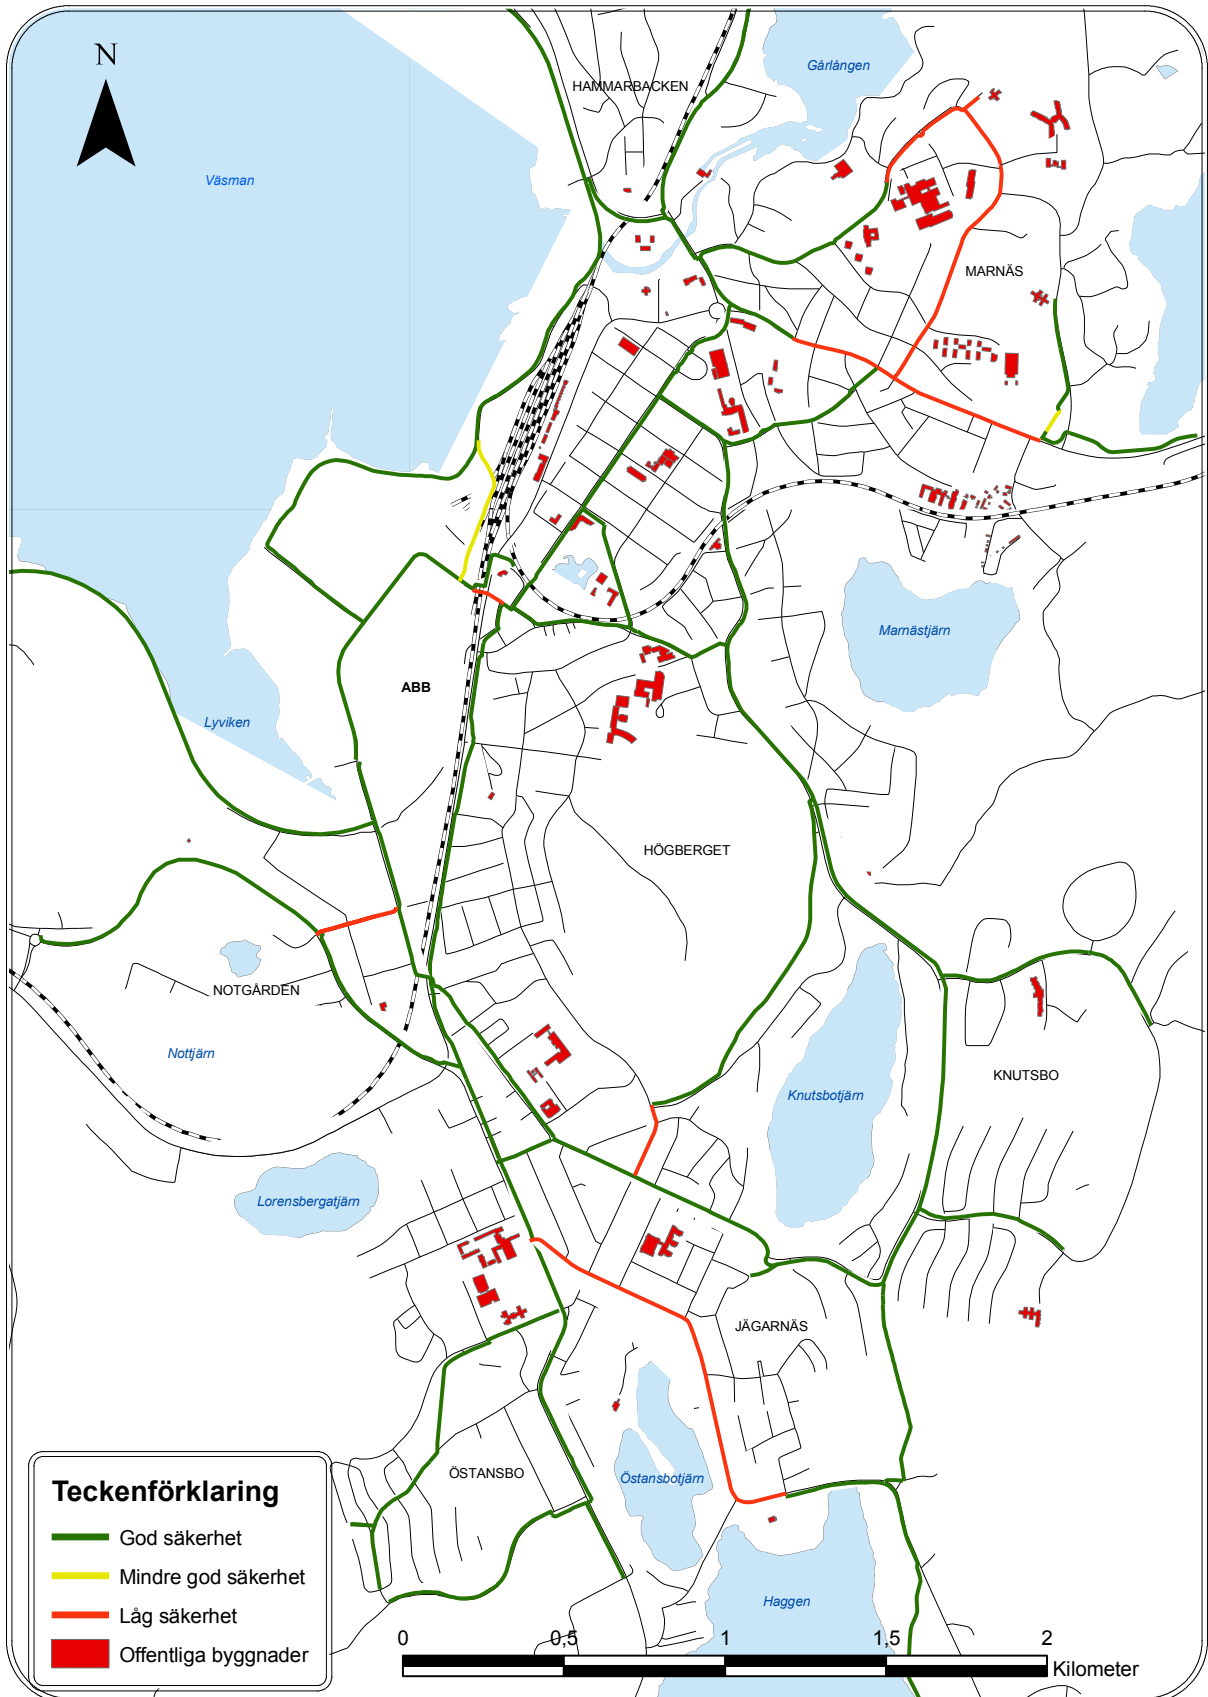 N
HAMMARBACKEN
Gårlången
Väsman
MARNÄS
Marnästjärn
ABB
Lyviken
HÖGBERGET
NOTGÅRDEN
Nottjärn
KNUTSBO
Knutsbotjärn
Lorensbergatjärn
JÄGARNÄS
ÖSTANSBO
Östansbotjärn
Haggen
Teckenförklaring
God säkerhet
Mindre god säkerhet
Låg säkerhet
Offentliga byggnader
0 0,5 1 1,5 2
Kilometer